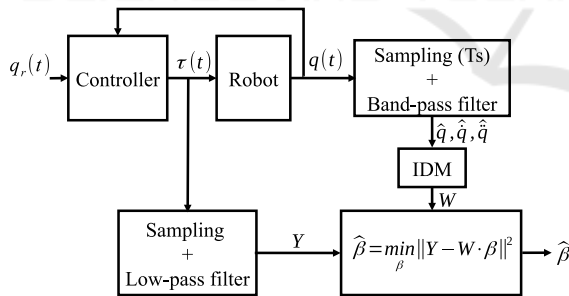 q_r(t)
Controller
τ(t)
Robot
q(t)
Sampling (Ts)
+
Band-pass filter
q̂, q̂̇, q̂̈
IDM
W
Sampling
+
Low-pass filter
Y
β̂ = min_β ||Y − W · β||²
β̂